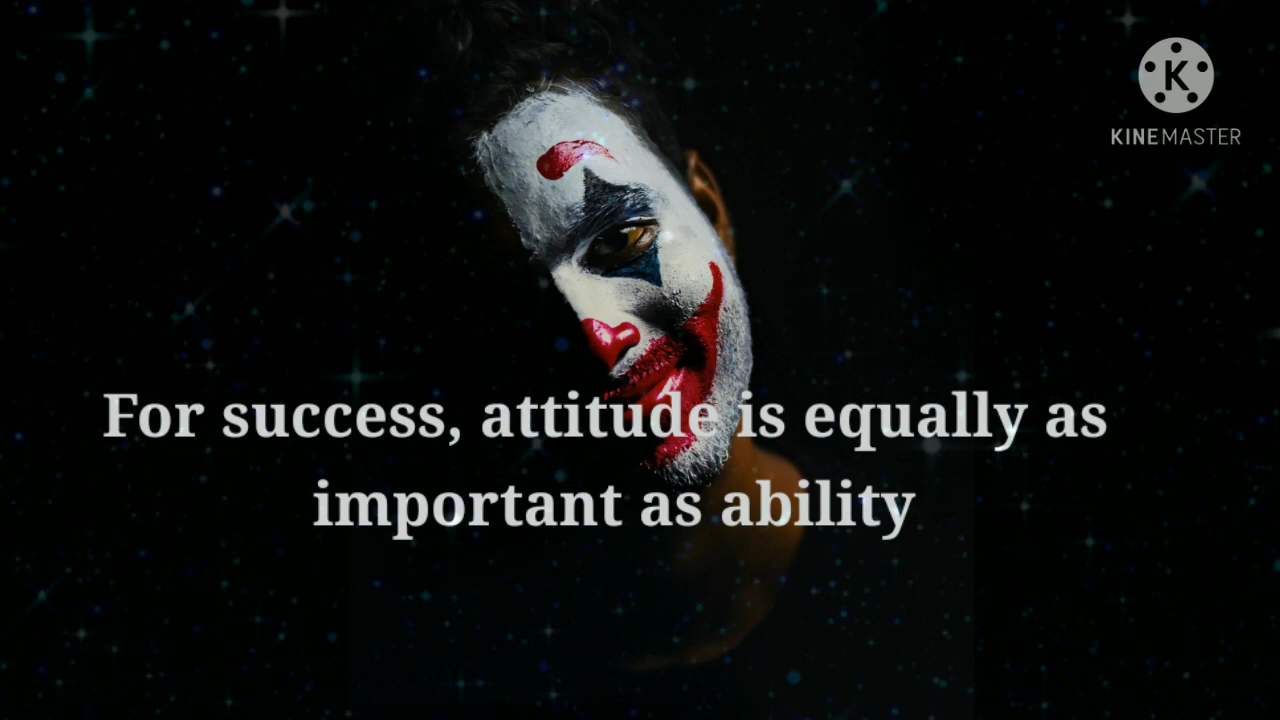 K
KINEMASTER
For success, attitude is equally as
important as ability